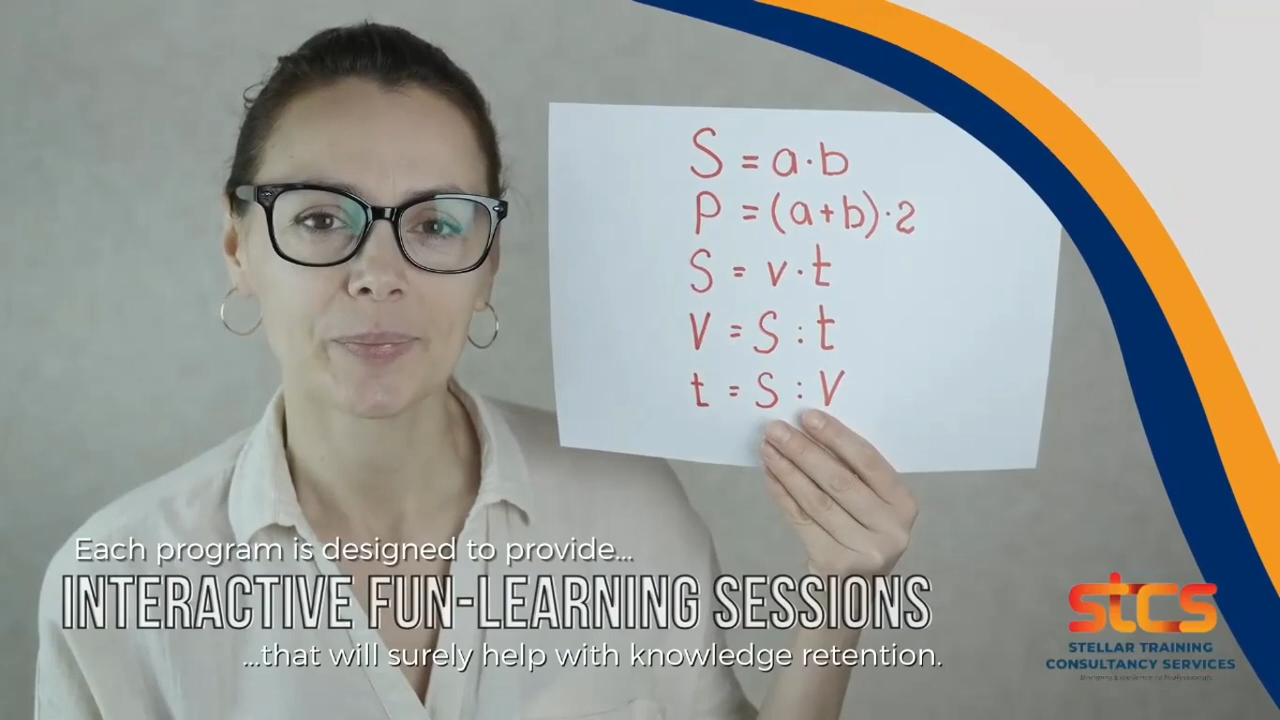 S = a·b
P = (a+b)·2
S = v·t
V = S : t
t = S : V
Each program is designed to provide...
INTERACTIVE FUN-LEARNING SESSIONS
...that will surely help with knowledge retention.
stcs
STELLAR TRAINING
CONSULTANCY SERVICES